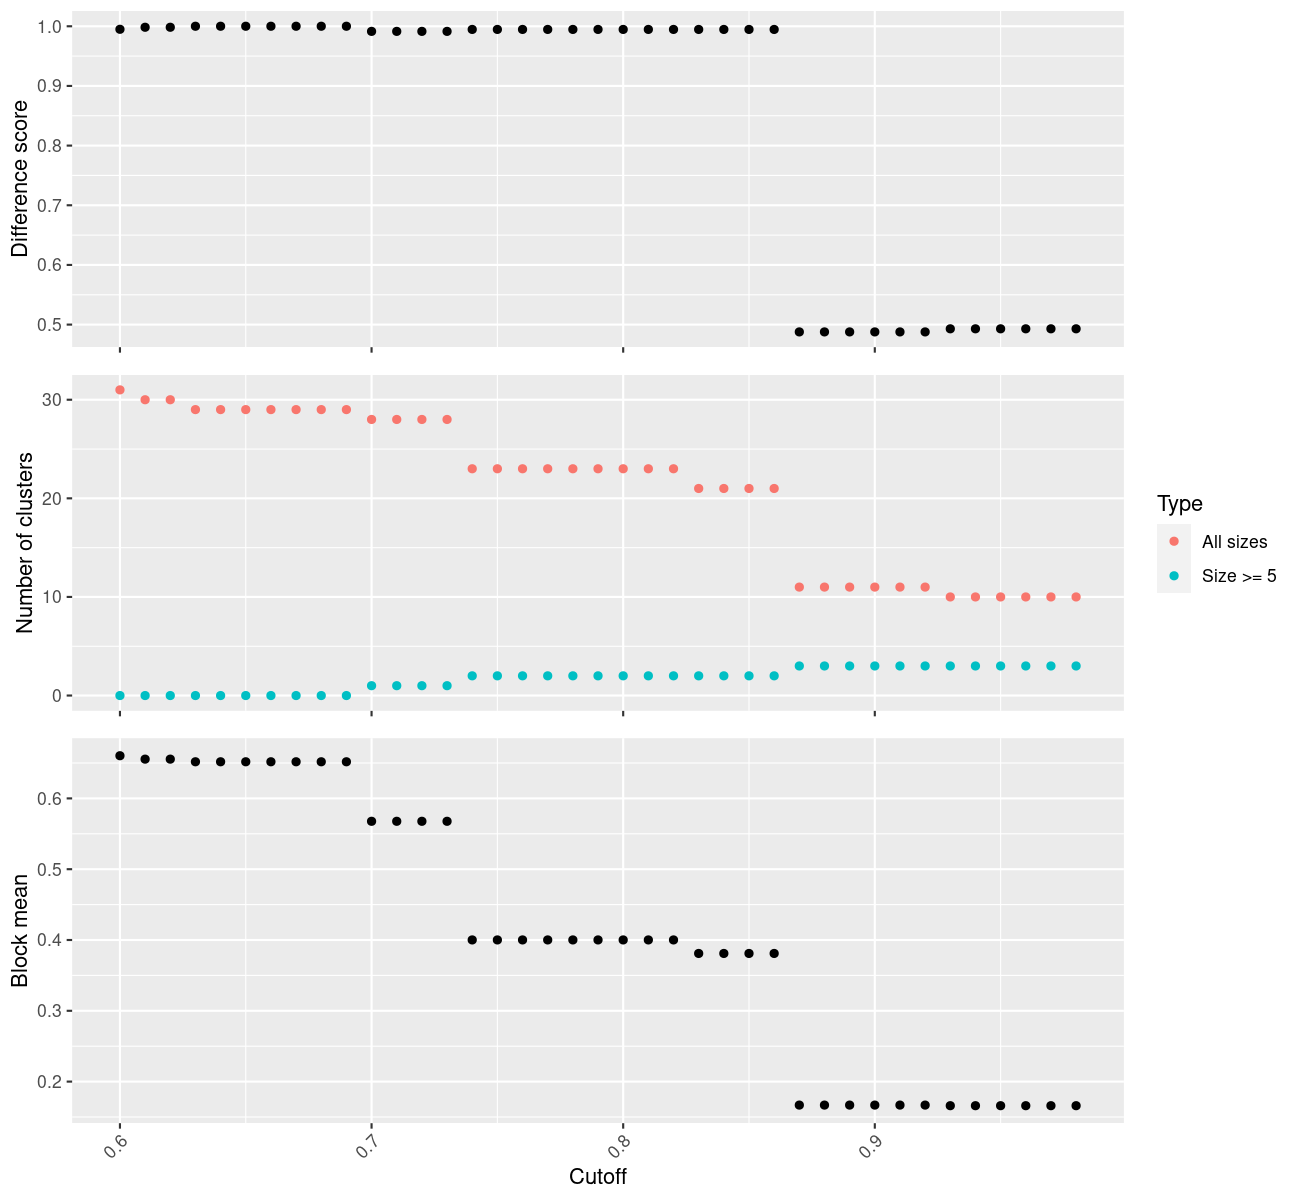 Difference score
1.0
0.9
0.8
0.7
0.6
0.5
Number of clusters
30
20
10
0
Type
All sizes
Size >= 5
Block mean
0.6
0.5
0.4
0.3
0.2
0.6
0.7
0.8
0.9
Cutoff